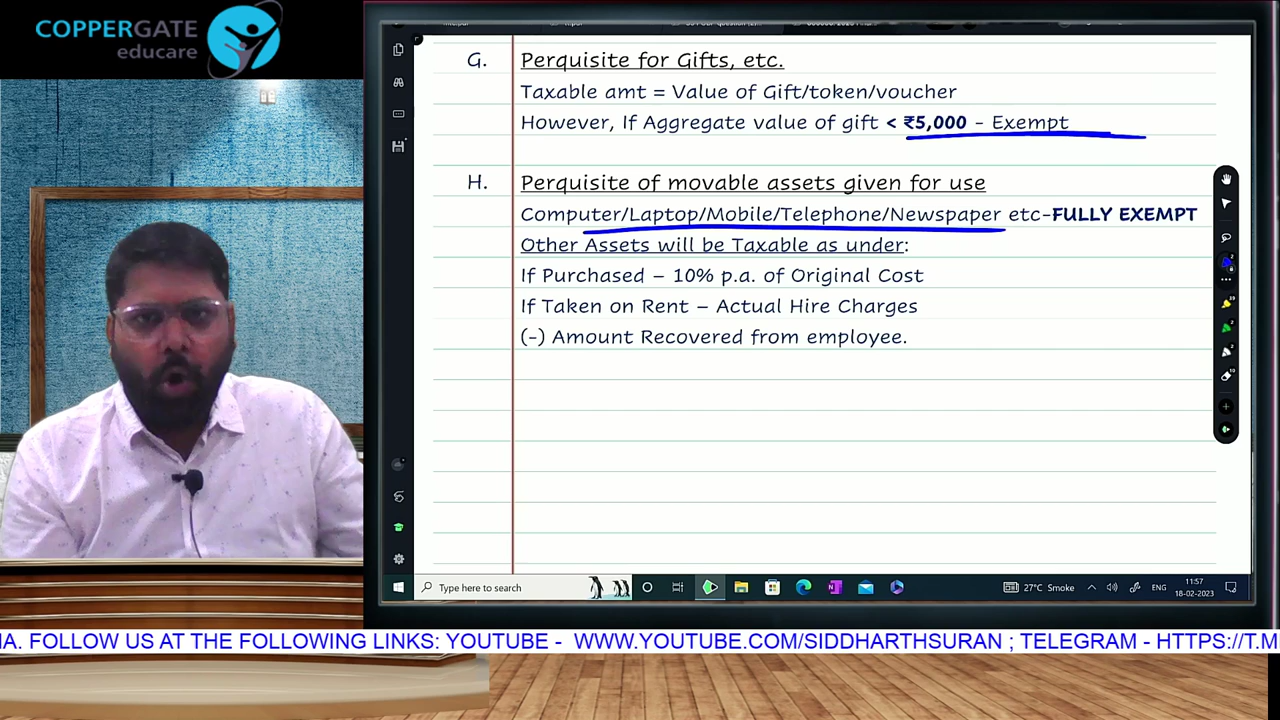 COPPERGATE
educare
G. Perquisite for Gifts, etc.
Taxable amt = Value of Gift/token/voucher
However, If Aggregate value of gift < ₹5,000 - Exempt
H. Perquisite of movable assets given for use
Computer/Laptop/Mobile/Telephone/Newspaper etc-FULLY EXEMPT
Other Assets will be Taxable as under:
If Purchased – 10% p.a. of Original Cost
If Taken on Rent – Actual Hire Charges
(-) Amount Recovered from employee.
Type here to search
27°C Smoke
ENG
11:57
18-02-2023
IA. FOLLOW US AT THE FOLLOWING LINKS: YOUTUBE - WWW.YOUTUBE.COM/SIDDHARTHSURAN ; TELEGRAM - HTTPS://T.M